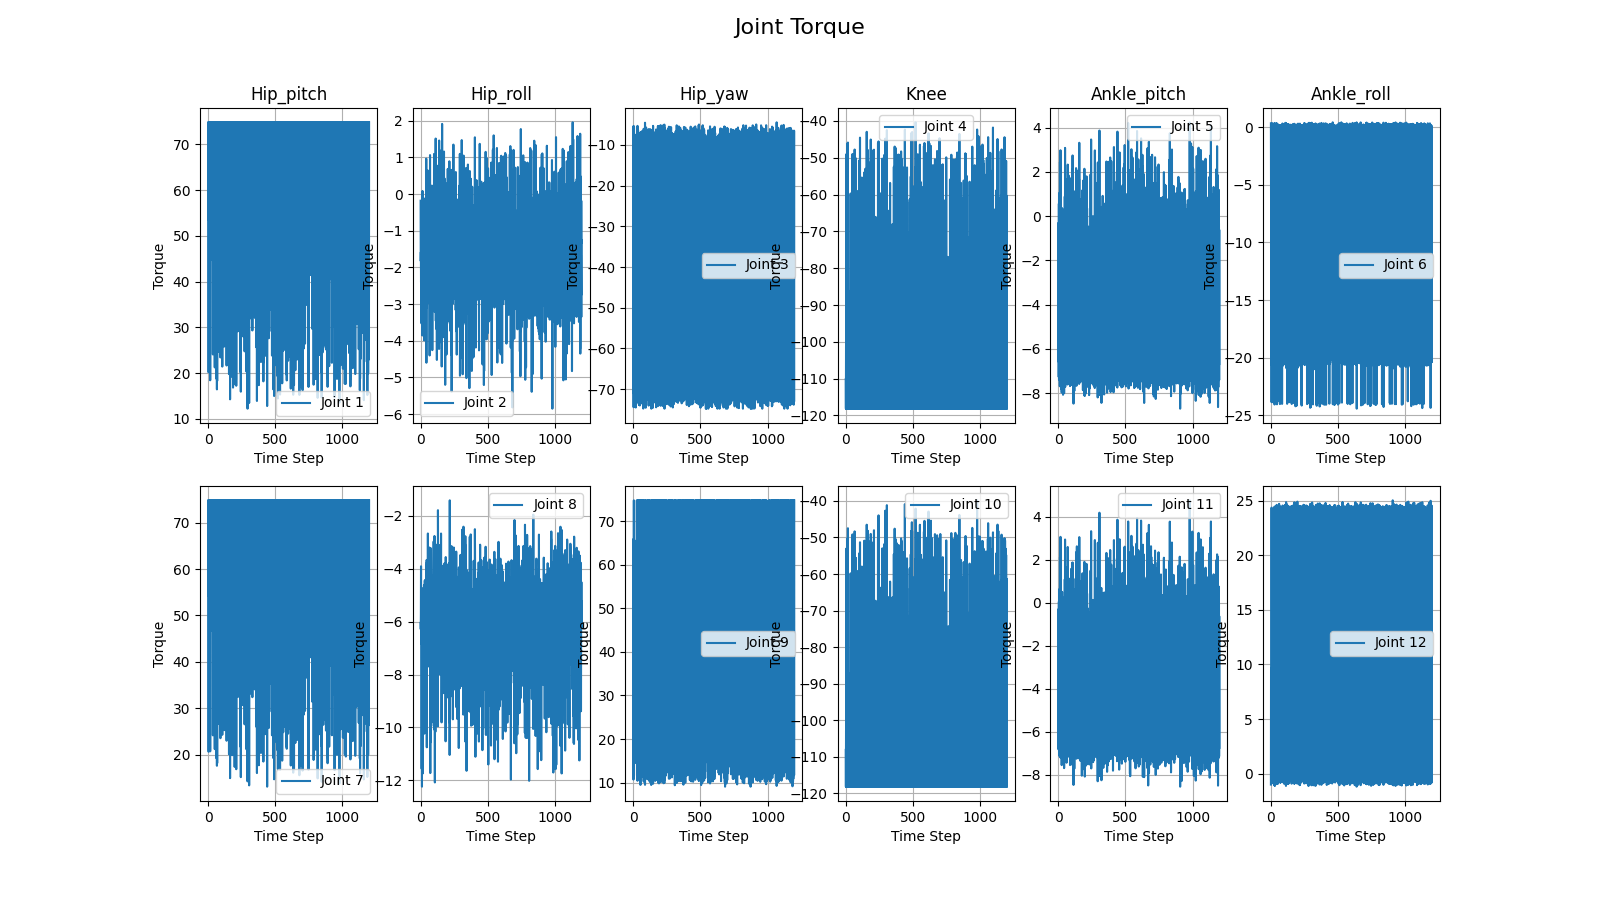 Joint Torque
Hip_pitch Hip_roll Hip_yaw Knee Ankle_pitch Ankle_roll
Torque
70
60
50
40
30
20
10
0 500 1000
Time Step
Joint 1
Torque
2
1
0
−1
−2
−3
−4
−5
−6
0 500 1000
Time Step
Joint 2
Torque
−10
−20
−30
−40
−50
−60
−70
0 500 1000
Time Step
Joint 3
Torque
−40
−50
−60
−70
−80
−90
−100
−110
−120
0 500 1000
Time Step
Joint 4
Torque
4
2
0
−2
−4
−6
−8
0 500 1000
Time Step
Joint 5
Torque
0
−5
−10
−15
−20
−25
0 500 1000
Time Step
Joint 6
Torque
70
60
50
40
30
20
0 500 1000
Time Step
Joint 7
Torque
−2
−4
−6
−8
−10
−12
0 500 1000
Time Step
Joint 8
Torque
70
60
50
40
30
20
10
0 500 1000
Time Step
Joint 9
Torque
−40
−50
−60
−70
−80
−90
−100
−110
−120
0 500 1000
Time Step
Joint 10
Torque
4
2
0
−2
−4
−6
−8
0 500 1000
Time Step
Joint 11
Torque
25
20
15
10
5
0
0 500 1000
Time Step
Joint 12